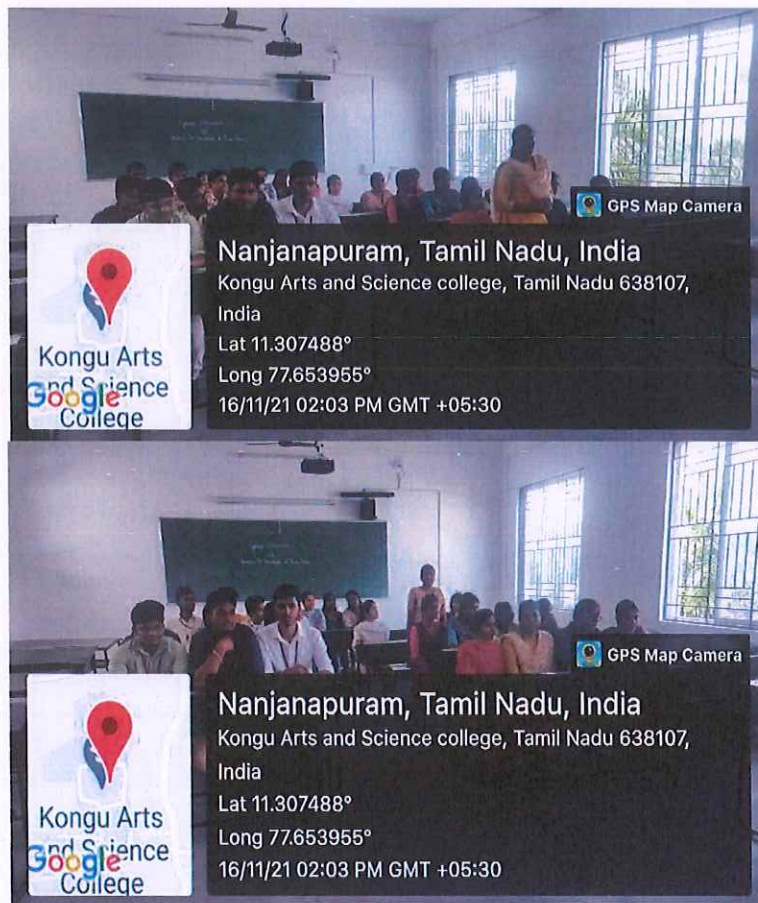 GPS Map Camera
Nanjanapuram, Tamil Nadu, India
Kongu Arts and Science college, Tamil Nadu 638107,
India
Lat 11.307488°
Long 77.653955°
16/11/21 02:03 PM GMT +05:30
Kongu Arts
and Science
College
Google
GPS Map Camera
Nanjanapuram, Tamil Nadu, India
Kongu Arts and Science college, Tamil Nadu 638107,
India
Lat 11.307488°
Long 77.653955°
16/11/21 02:03 PM GMT +05:30
Kongu Arts
and Science
College
Google